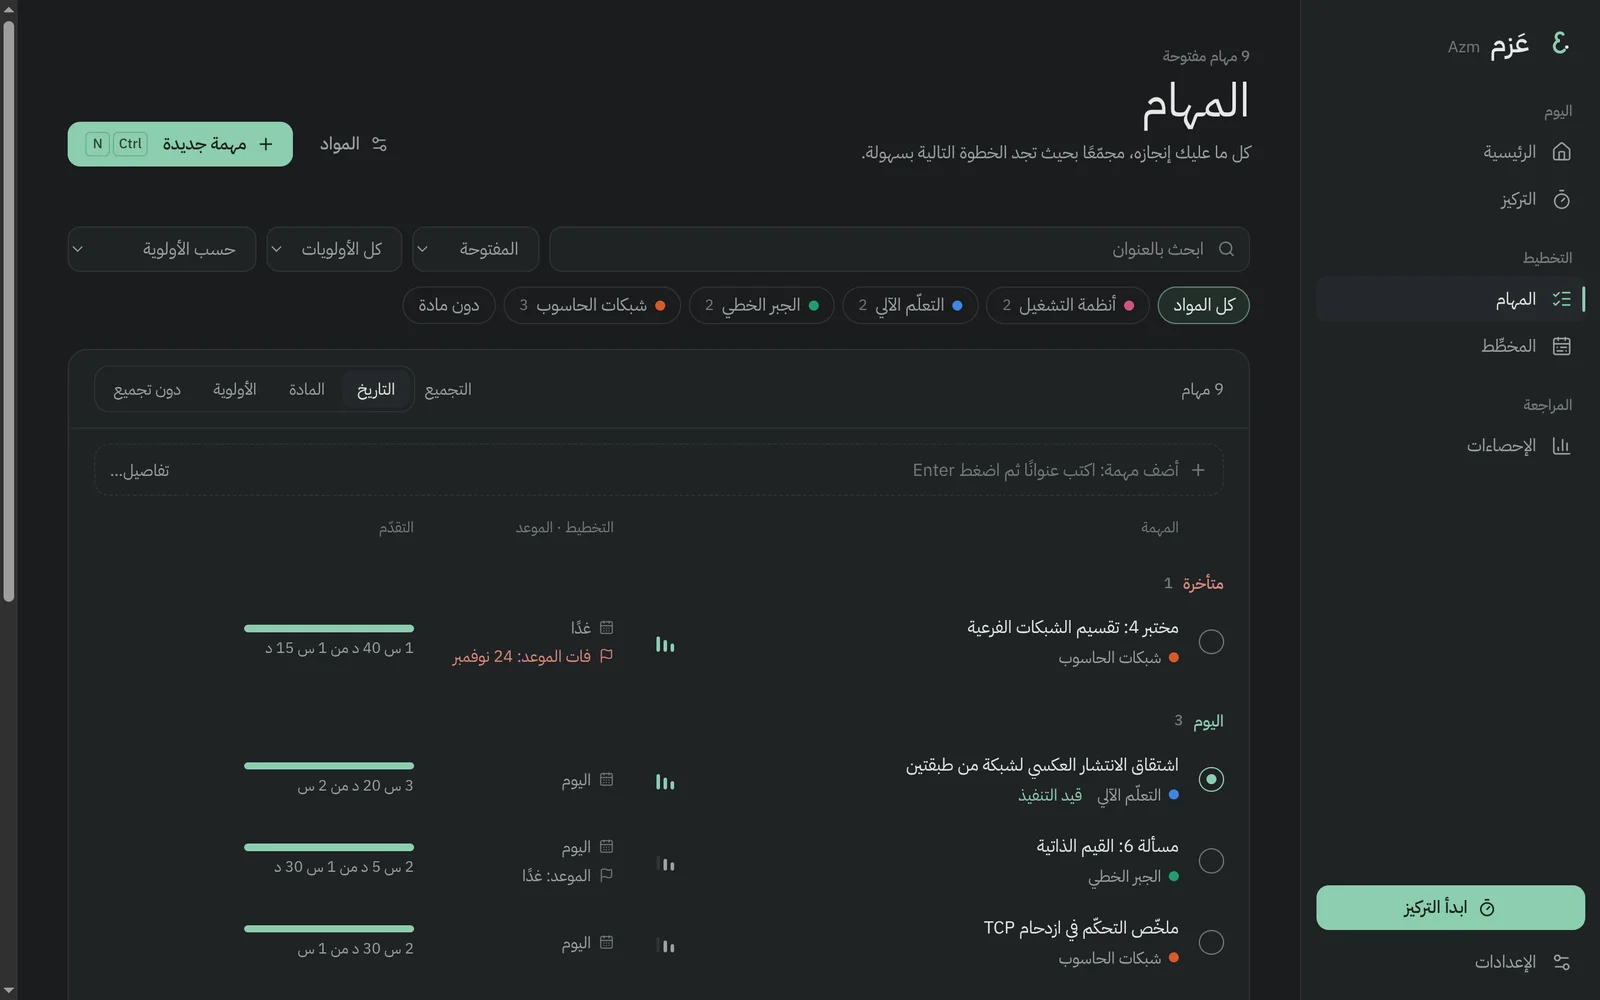 عَزم Azm
اليوم
الرئيسية
التركيز
التخطيط
المهام
المخطَّط
المراجعة
الإحصاءات
ابدأ التركيز
الإعدادات
9 مهام مفتوحة
المهام
كل ما عليك إنجازه، مجمّعًا بحيث تجد الخطوة التالية بسهولة.
المواد
مهمة جديدة Ctrl N
ابحث بالعنوان
المفتوحة
كل الأولويات
حسب الأولوية
كل المواد
أنظمة التشغيل 2
التعلّم الآلي 2
الجبر الخطي 2
شبكات الحاسوب 3
دون مادة
9 مهام
التجميع
التاريخ
المادة
الأولوية
دون تجميع
أضف مهمة: اكتب عنوانًا ثم اضغط Enter
تفاصيل...
المهمة
التخطيط · الموعد
التقدّم
متأخرة 1
مختبر 4: تقسيم الشبكات الفرعية
شبكات الحاسوب
غدًا
فات الموعد: 24 نوفمبر
1 س 40 د من 1 س 15 د
اليوم 3
اشتقاق الانتشار العكسي لشبكة من طبقتين
التعلّم الآلي قيد التنفيذ
اليوم
3 س 20 د من 2 س
مسألة 6: القيم الذاتية
الجبر الخطي
اليوم
الموعد: غدًا
2 س 5 د من 1 س 30 د
ملخّص التحكّم في ازدحام TCP
شبكات الحاسوب
اليوم
2 س 30 د من 1 س